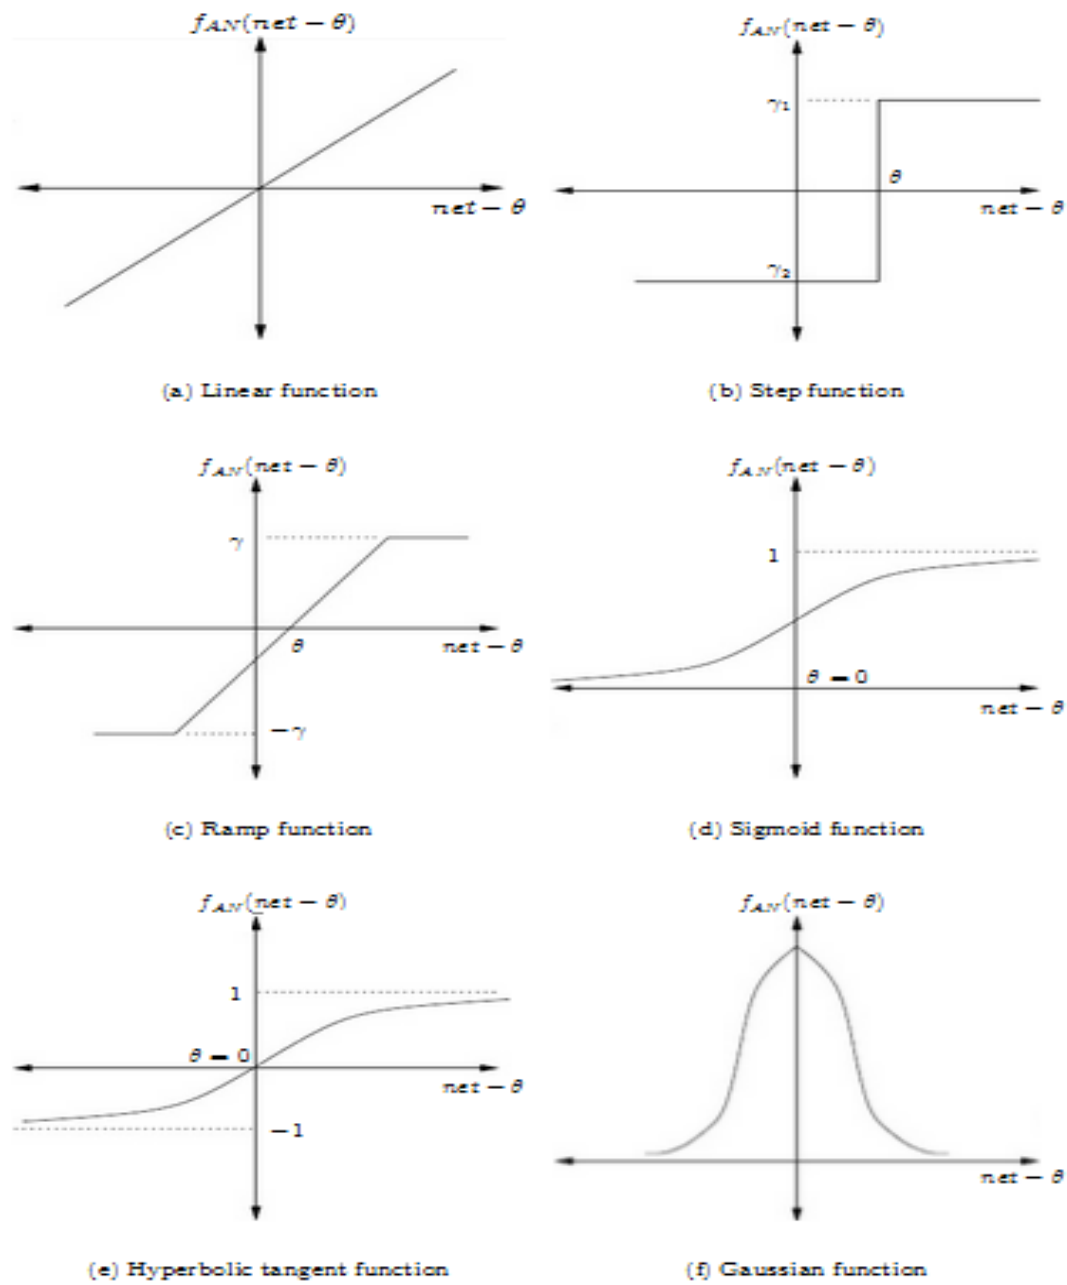 f_AN(net − θ)
net − θ
(a) Linear function
f_AN(net − θ)
γ₁
θ
net − θ
γ₂
(b) Step function
f_AN(net − θ)
γ
θ
net − θ
−γ
(c) Ramp function
f_AN(net − θ)
1
θ = 0
net − θ
(d) Sigmoid function
f_AN(net − θ)
1
θ = 0
net − θ
−1
(e) Hyperbolic tangent function
f_AN(net − θ)
net − θ
(f) Gaussian function